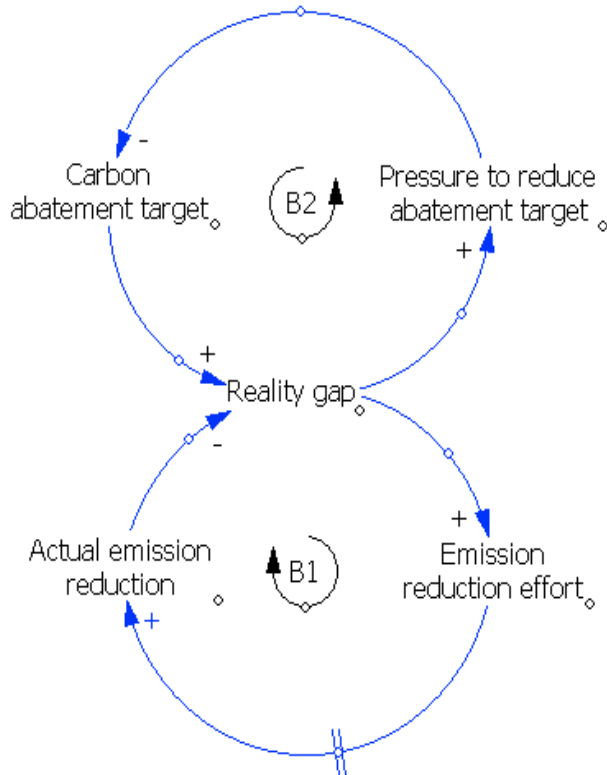 -
Carbon
abatement target
B2
Pressure to reduce
abatement target
+
+
Reality gap
-
+
Actual emission
reduction
B1
Emission
reduction effort
+